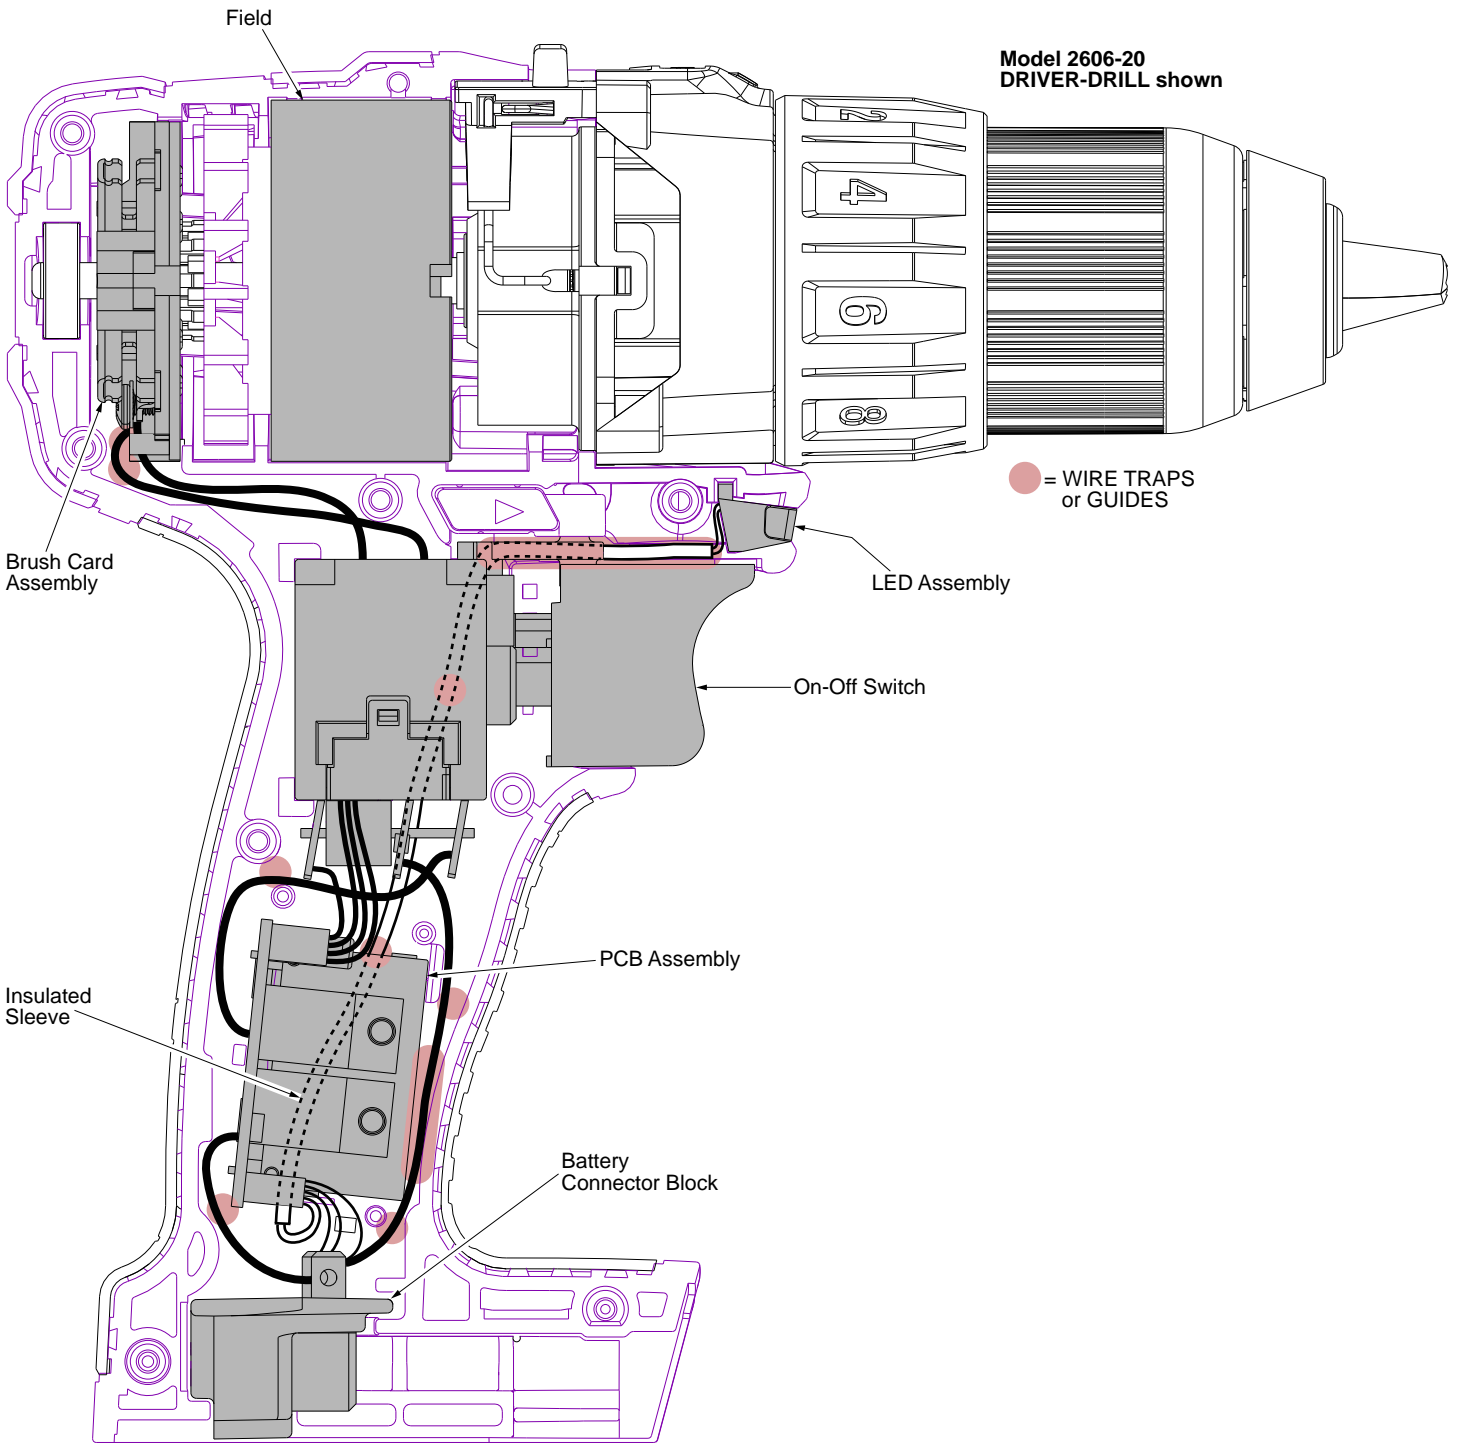 Field
Model 2606-20
DRIVER-DRILL shown
2
4
6
8
= WIRE TRAPS
or GUIDES
Brush Card
Assembly
LED Assembly
On-Off Switch
PCB Assembly
Insulated
Sleeve
Battery
Connector Block